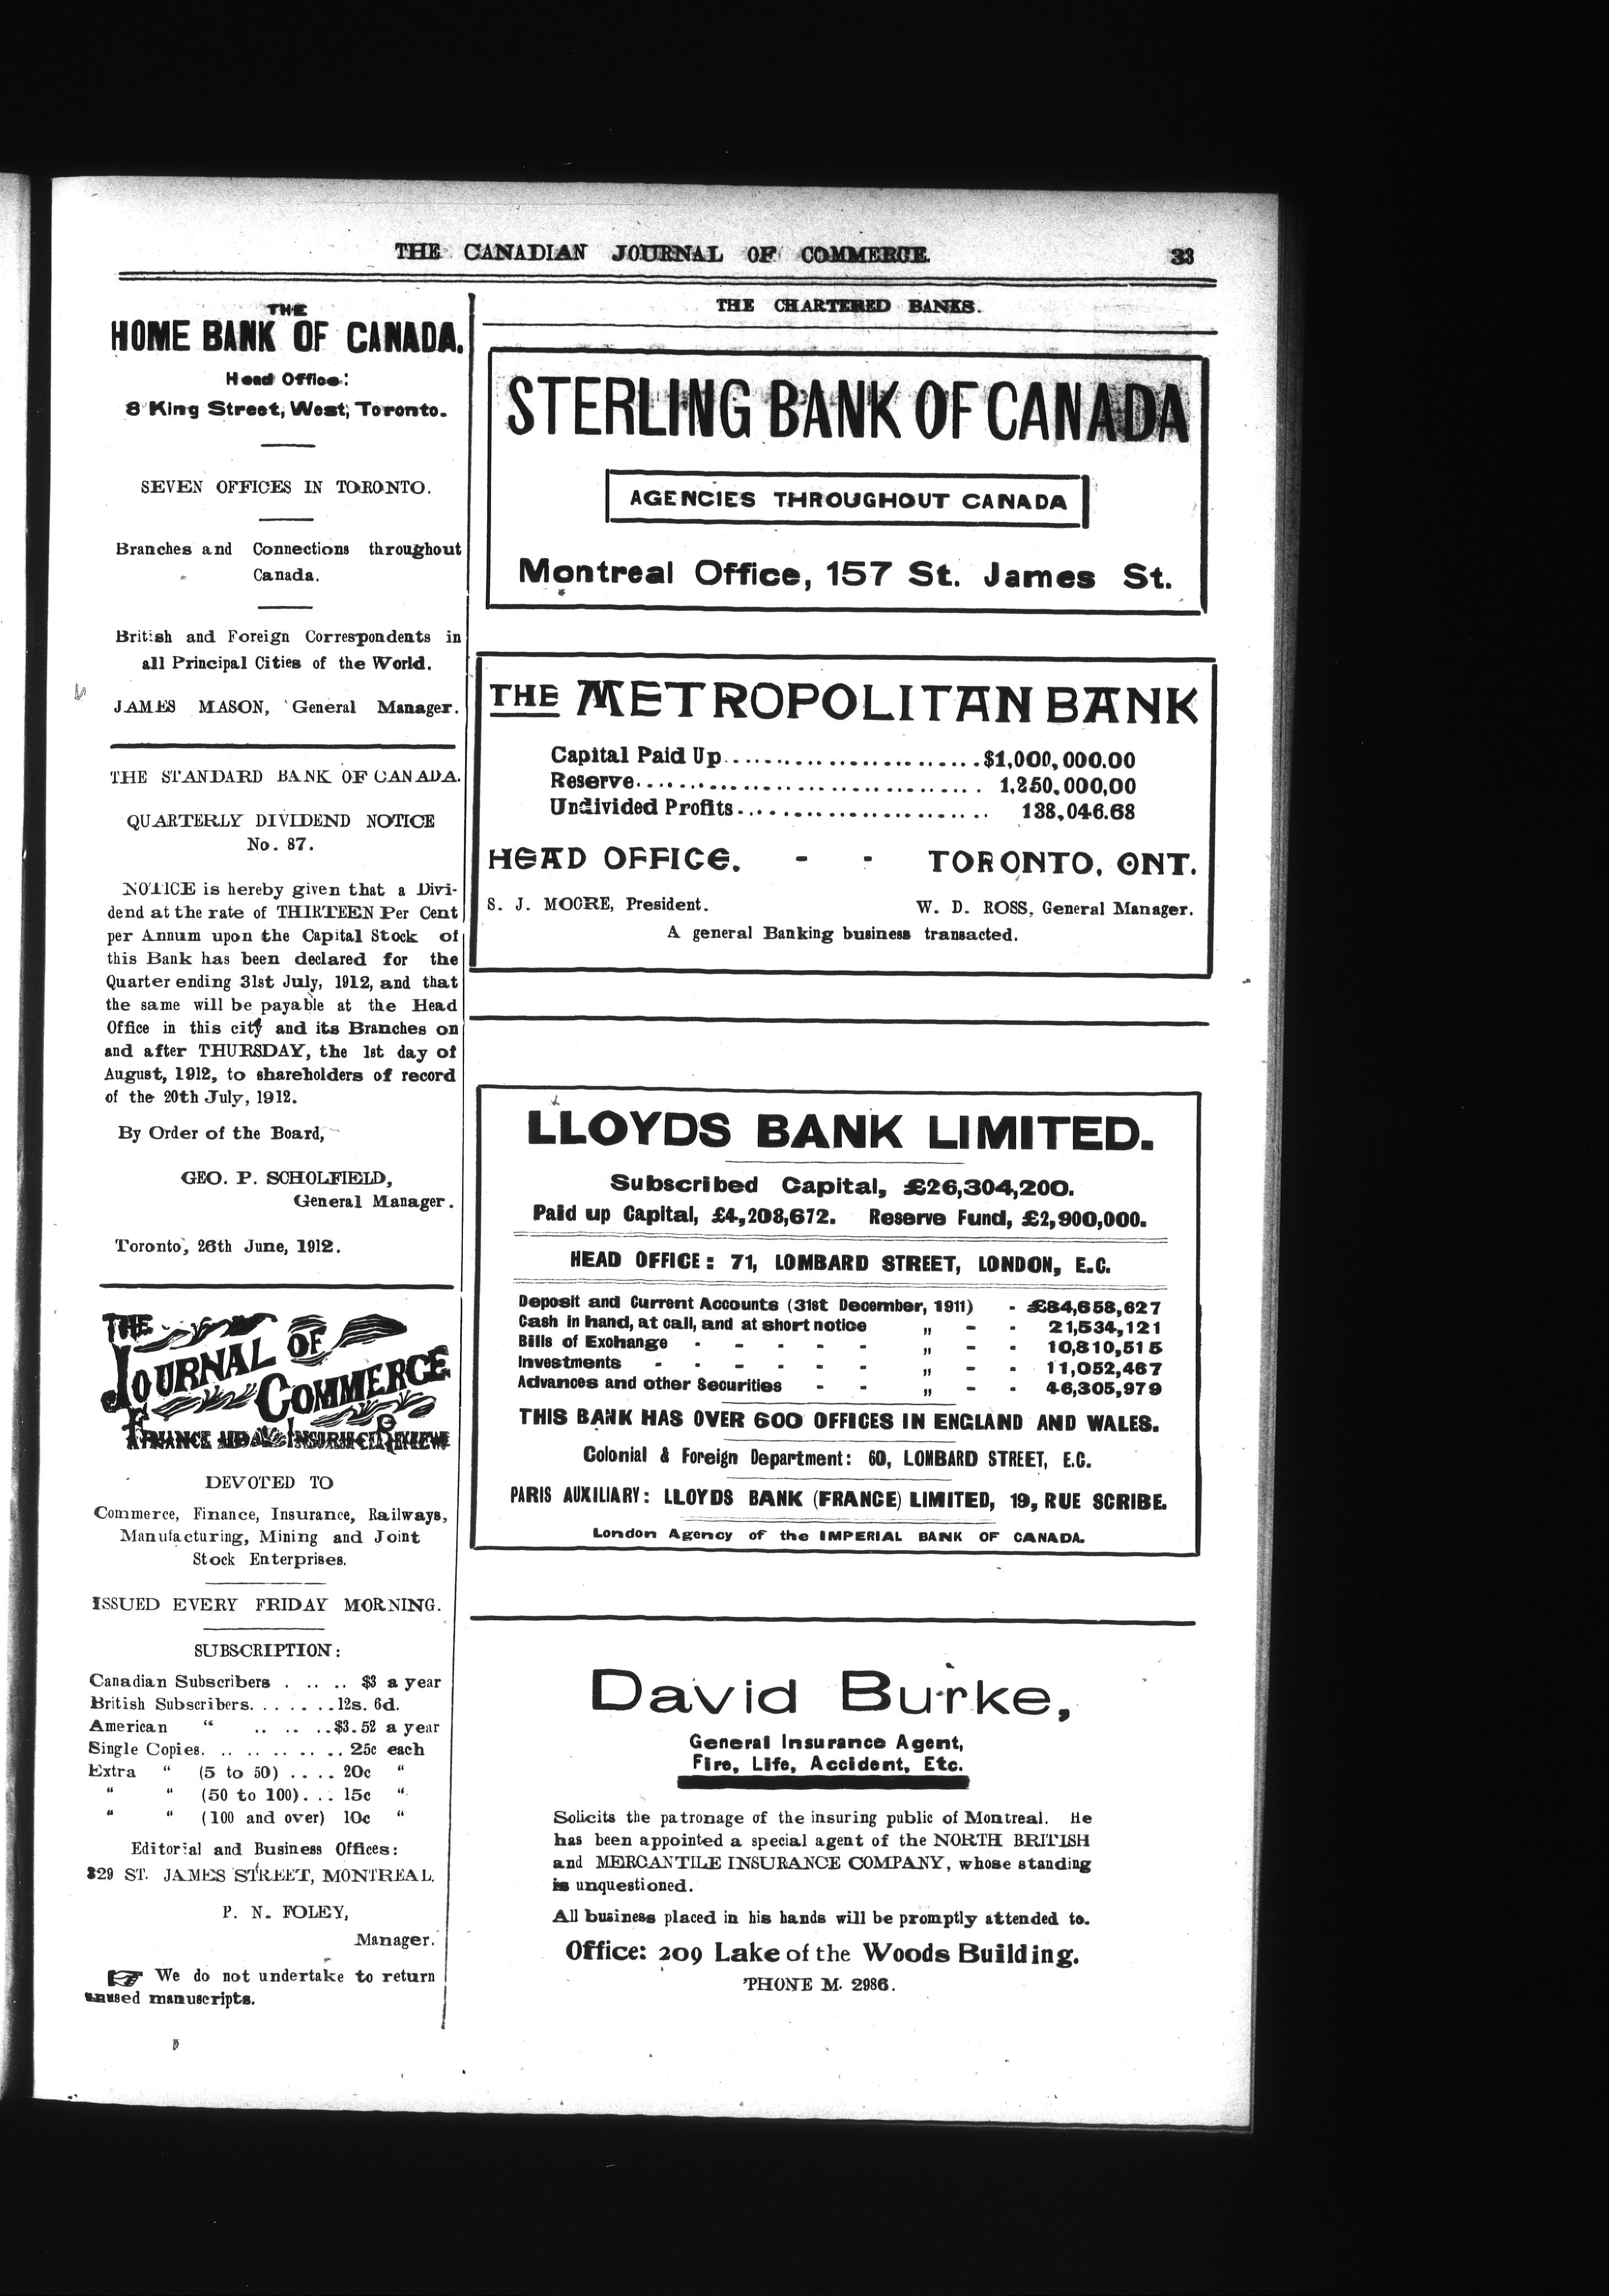 THE CANADIAN JOURNAL OF COMMERCE. 33
THE
HOME BANK OF CANADA.
Head Office:
8 King Street, West, Toronto.
SEVEN OFFICES IN TORONTO.
Branches and Connections throughout
Canada.
British and Foreign Correspondents in
all Principal Cities of the World.
JAMES MASON, General Manager.
THE STANDARD BANK OF CANADA.
QUARTERLY DIVIDEND NOTICE
No. 87.
NOTICE is hereby given that a Divi-
dend at the rate of THIRTEEN Per Cent
per Annum upon the Capital Stock of
this Bank has been declared for the
Quarter ending 31st July, 1912, and that
the same will be payable at the Head
Office in this city and its Branches on
and after THURSDAY, the 1st day of
August, 1912, to shareholders of record
of the 20th July, 1912.
By Order of the Board,
GEO. P. SCHOLFIELD,
General Manager.
Toronto, 26th June, 1912.
THE
JOURNAL OF
COMMERCE
FINANCE AND INSURANCE REVIEW
DEVOTED TO
Commerce, Finance, Insurance, Railways,
Manufacturing, Mining and Joint
Stock Enterprises.
ISSUED EVERY FRIDAY MORNING.
SUBSCRIPTION:
Canadian Subscribers . .. .. $3 a year
British Subscribers. . . . . . .12s. 6d.
American " .. .. ..$3.52 a year
Single Copies. .. .. .. .. .. 25c each
Extra " (5 to 50) .. .. 20c "
" " (50 to 100). .. 15c "
" " (100 and over) 10c "
Editorial and Business Offices:
329 ST. JAMES STREET, MONTREAL.
P. N. FOLEY,
Manager.
☞ We do not undertake to return
unused manuscripts.
THE CHARTERED BANKS.
STERLING BANK OF CANADA
AGENCIES THROUGHOUT CANADA
Montreal Office, 157 St. James St.
THE METROPOLITAN BANK
Capital Paid Up..........................$1,000,000.00
Reserve.................................. 1,250,000,00
Undivided Profits........................ 138,046.68
HEAD OFFICE. - - TORONTO, ONT.
S. J. MOORE, President. W. D. ROSS, General Manager.
A general Banking business transacted.
LLOYDS BANK LIMITED.
Subscribed Capital, £26,304,200.
Paid up Capital, £4,208,672. Reserve Fund, £2,900,000.
HEAD OFFICE: 71, LOMBARD STREET, LONDON, E.C.
Deposit and Current Accounts (31st December, 1911) - £84,658,627
Cash in hand, at call, and at short notice „ - - 21,534,121
Bills of Exchange - - - - - „ - - 10,810,515
Investments - - - - - - „ - - 11,052,467
Advances and other Securities - - „ - - 46,305,979
THIS BANK HAS OVER 600 OFFICES IN ENGLAND AND WALES.
Colonial & Foreign Department: 60, LOMBARD STREET, E.C.
PARIS AUXILIARY: LLOYDS BANK (FRANCE) LIMITED, 19, RUE SCRIBE.
London Agency of the IMPERIAL BANK OF CANADA.
David Burke,
General Insurance Agent,
Fire, Life, Accident, Etc.
Solicits the patronage of the insuring public of Montreal. He
has been appointed a special agent of the NORTH BRITISH
and MERCANTILE INSURANCE COMPANY, whose standing
is unquestioned.
All business placed in his hands will be promptly attended to.
Office: 209 Lake of the Woods Building.
'PHONE M. 2986.